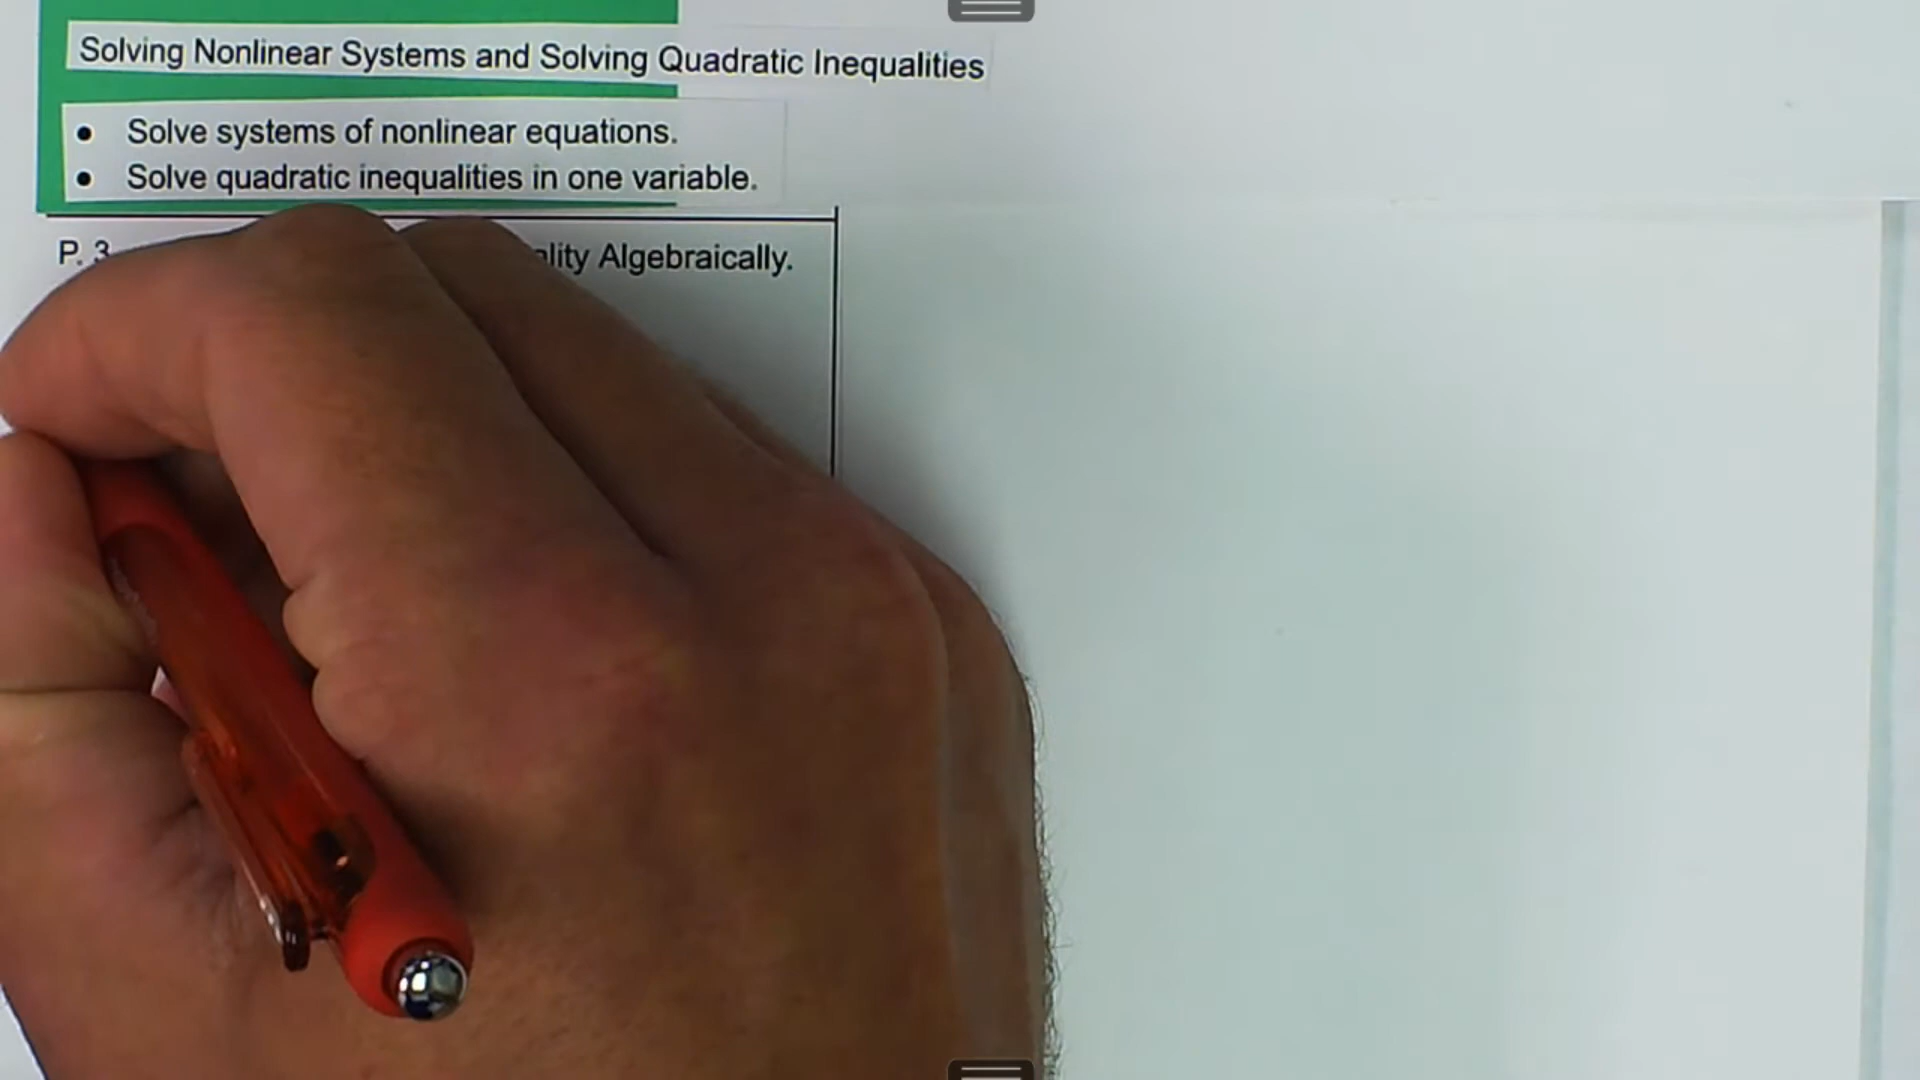 Solving Nonlinear Systems and Solving Quadratic Inequalities
● Solve systems of nonlinear equations.
● Solve quadratic inequalities in one variable.
P. 3 Algebraically.